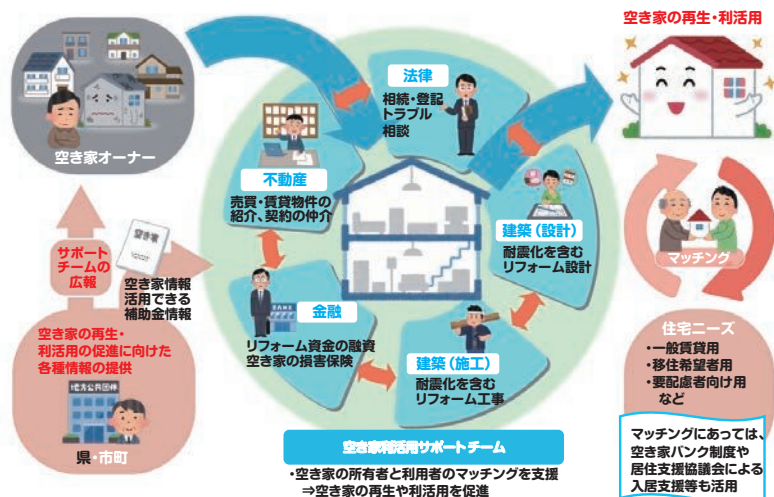 空き家の再生・利活用
空き家オーナー
法律
相続・登記
トラブル
相談
不動産
売買・賃貸物件の
紹介、契約の仲介
建築（設計）
耐震化を含む
リフォーム設計
マッチング
サポート
チームの
広報
空き家
空き家情報
活用できる
補助金情報
金融
BANK
リフォーム資金の融資
空き家の損害保険
建築（施工）
耐震化を含む
リフォーム工事
空き家の再生・
利活用の促進に向けた
各種情報の提供
地方公共団体
県・市町
住宅ニーズ
・一般賃貸用
・移住希望者用
・要配慮者向け用
など
空き家利活用サポートチーム
・空き家の所有者と利用者のマッチングを支援
⇒空き家の再生や利活用を促進
マッチングにあっては、
空き家バンク制度や
居住支援協議会による
入居支援等も活用